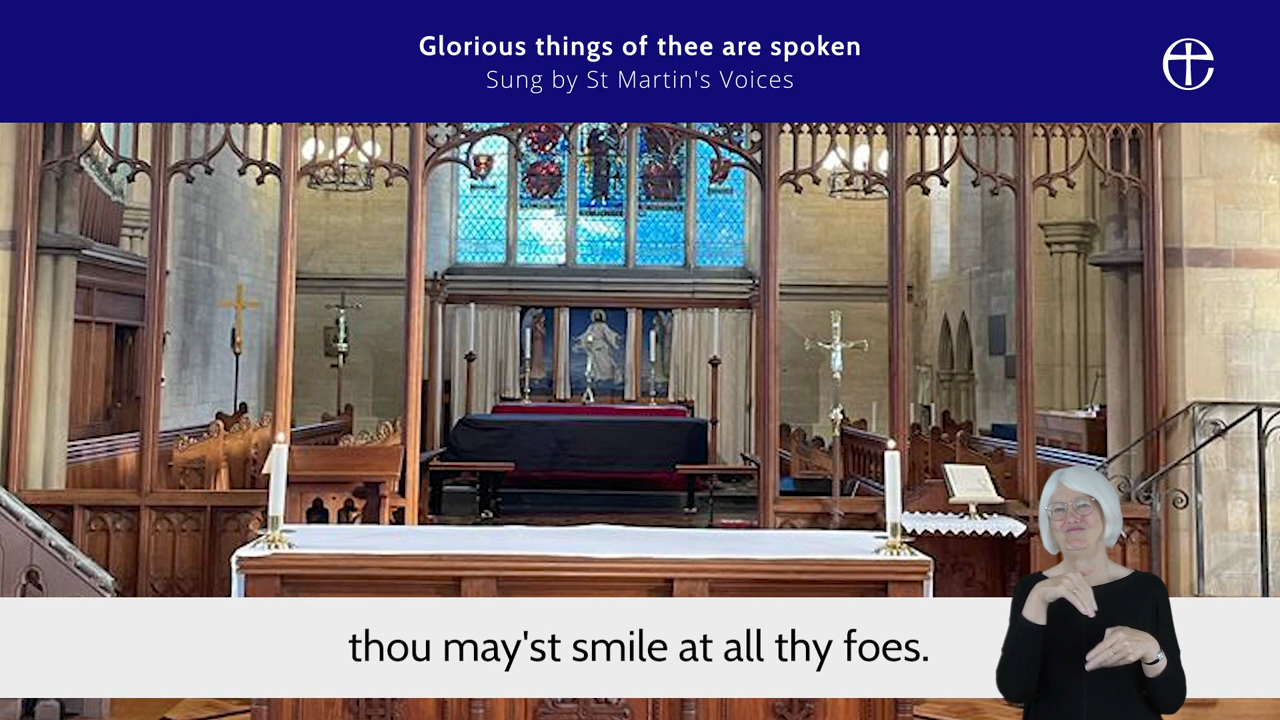 Glorious things of thee are spoken
Sung by St Martin's Voices
thou may'st smile at all thy foes.